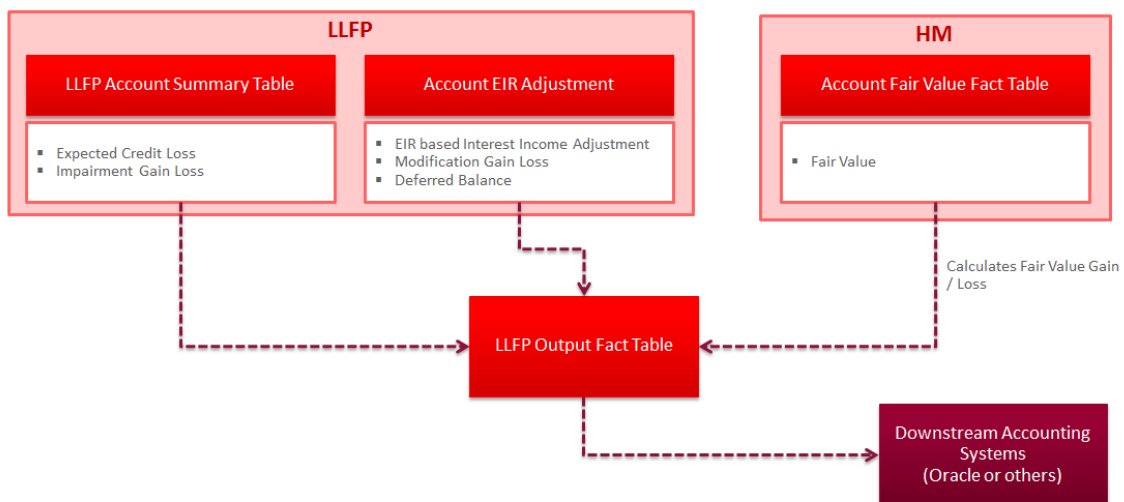 LLFP
LLFP Account Summary Table
▪ Expected Credit Loss
▪ Impairment Gain Loss
Account EIR Adjustment
▪ EIR based Interest Income Adjustment
▪ Modification Gain Loss
▪ Deferred Balance
HM
Account Fair Value Fact Table
▪ Fair Value
Calculates Fair Value Gain
/ Loss
LLFP Output Fact Table
Downstream Accounting
Systems
(Oracle or others)